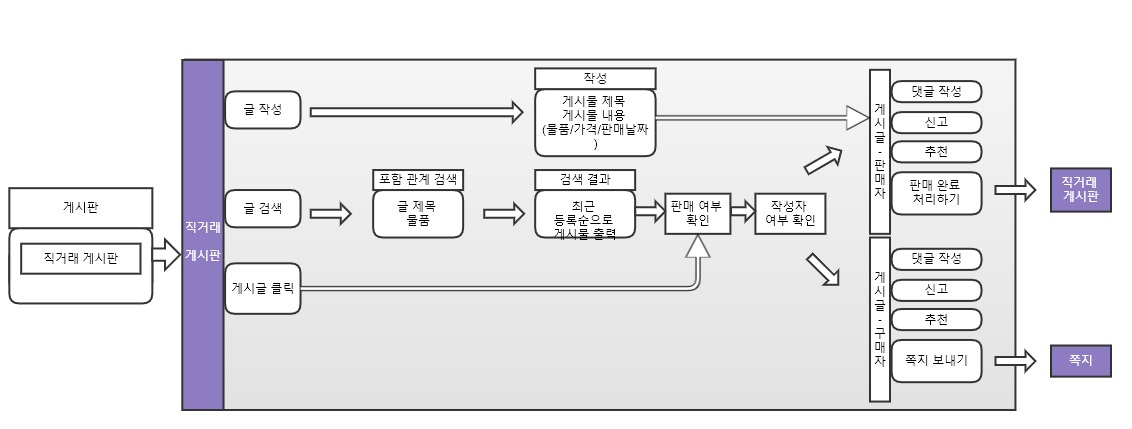 게시판
직거래 게시판
직거래
게시판
글 작성
작성
게시물 제목
게시물 내용
(물품/가격/판매날짜
)
글 검색
포함 관계 검색
글 제목
물품
검색 결과
최근
등록순으로
게시물 출력
판매 여부
확인
작성자
여부 확인
게시글 클릭
게
시
글
-
판
매
자
댓글 작성
신고
추천
판매 완료
처리하기
직거래
게시판
게
시
글
-
구
매
자
댓글 작성
신고
추천
쪽지 보내기
쪽지